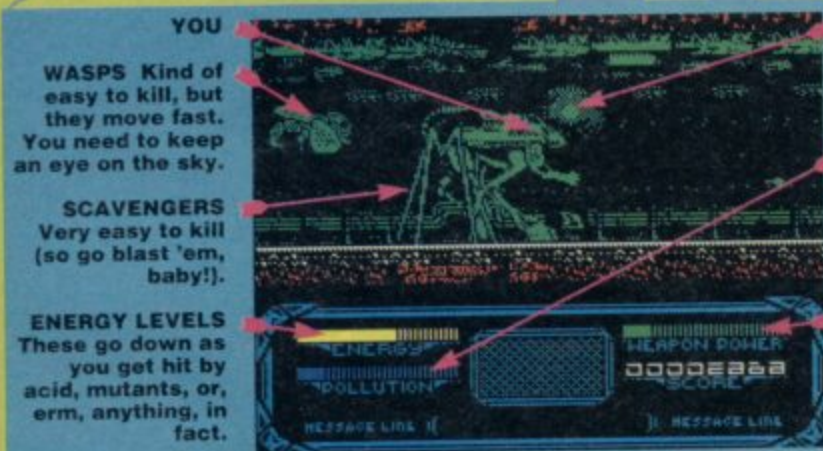 YOU
WASPS Kind of
easy to kill, but
they move fast.
You need to keep
an eye on the sky.
SCAVENGERS
Very easy to kill
(so go blast 'em,
baby!).
ENERGY LEVELS
These go down as
you get hit by
acid, mutants, or,
erm, anything, in
fact.
ENERGY
POLLUTION
MESSAGE LINE
WEAPON POWER
SCORE
MESSAGE LINE